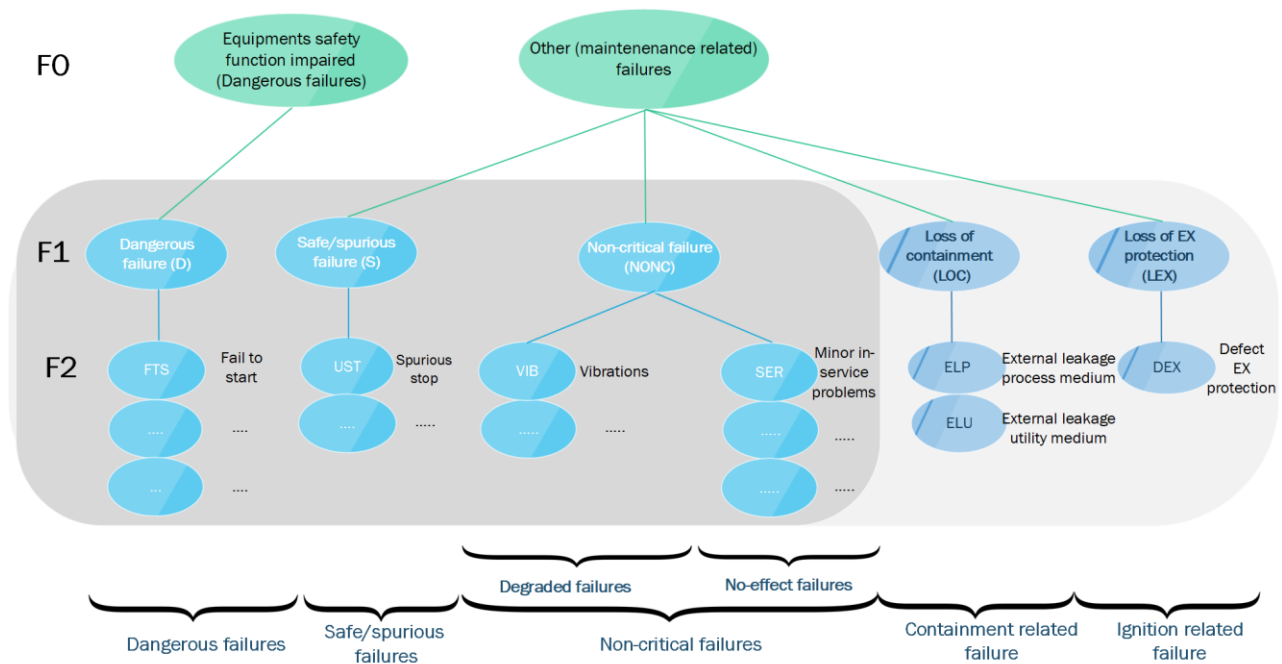 F0
Equipments safety
function impaired
(Dangerous failures)
Other (maintenenance related)
failures
F1
Dangerous
failure (D)
Safe/spurious
failure (S)
Non-critical failure
(NONC)
Loss of
containment
(LOC)
Loss of EX
protection
(LEX)
F2
FTS
Fail to
start
UST
Spurious
stop
VIB
Vibrations
SER
Minor in-
service
problems
ELP
External leakage
process medium
DEX
Defect
EX
protection
.....
....
....
.....
.....
.....
.....
.....
ELU
External leakage
utility medium
...
....
.....
.....
Degraded failures
No-effect failures
Dangerous failures
Safe/spurious
failures
Non-critical failures
Containment related
failure
Ignition related
failure